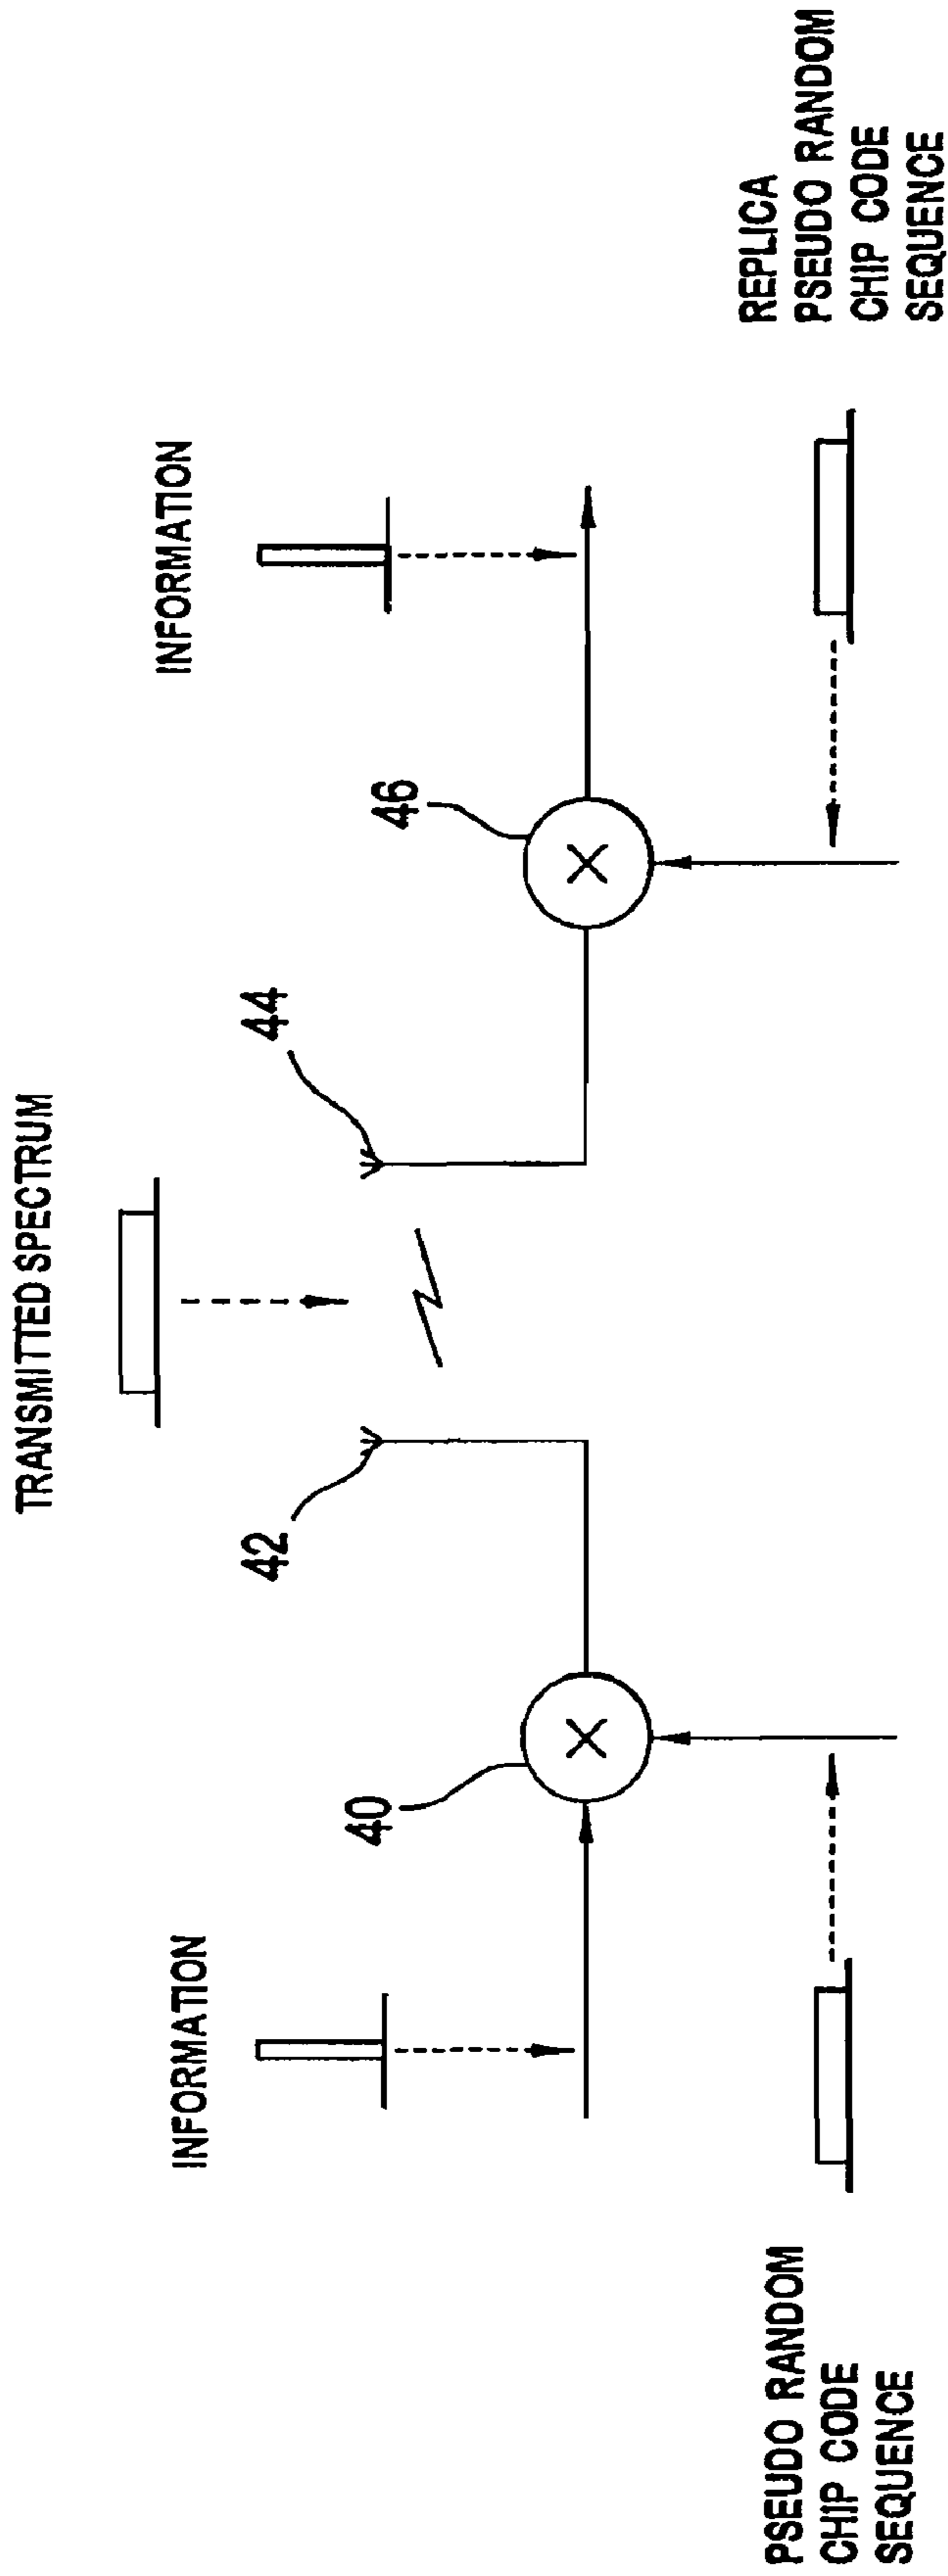 TRANSMITTED SPECTRUM
INFORMATION
INFORMATION
42
44
40
46
PSEUDO RANDOM
CHIP CODE
SEQUENCE
REPLICA
PSEUDO RANDOM
CHIP CODE
SEQUENCE